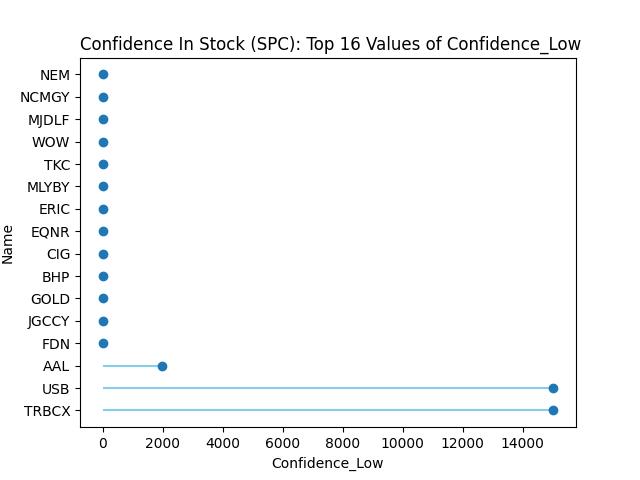 Confidence In Stock (SPC): Top 16 Values of Confidence_Low
Name
NEM
NCMGY
MJDLF
WOW
TKC
MLYBY
ERIC
EQNR
CIG
BHP
GOLD
JGCCY
FDN
AAL
USB
TRBCX
0 2000 4000 6000 8000 10000 12000 14000
Confidence_Low